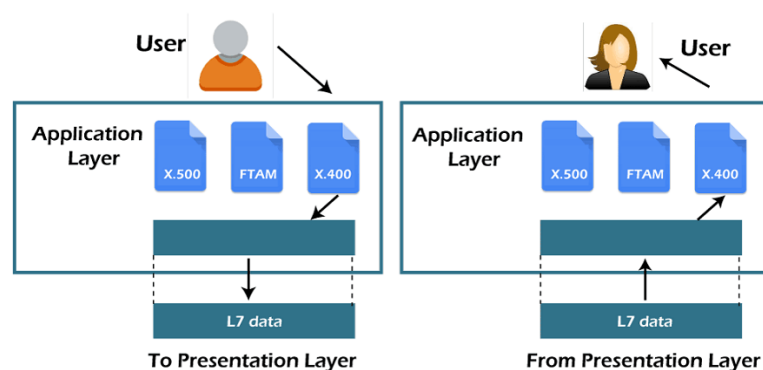 User
Application
Layer
X.500
FTAM
X.400
L7 data
To Presentation Layer
User
Application
Layer
X.500
FTAM
X.400
L7 data
From Presentation Layer